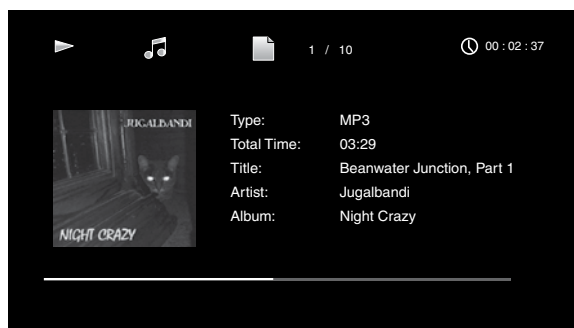 1 / 10
00 : 02 : 37
JUGALBANDI
NIGHT CRAZY
Type: MP3
Total Time: 03:29
Title: Beanwater Junction, Part 1
Artist: Jugalbandi
Album: Night Crazy